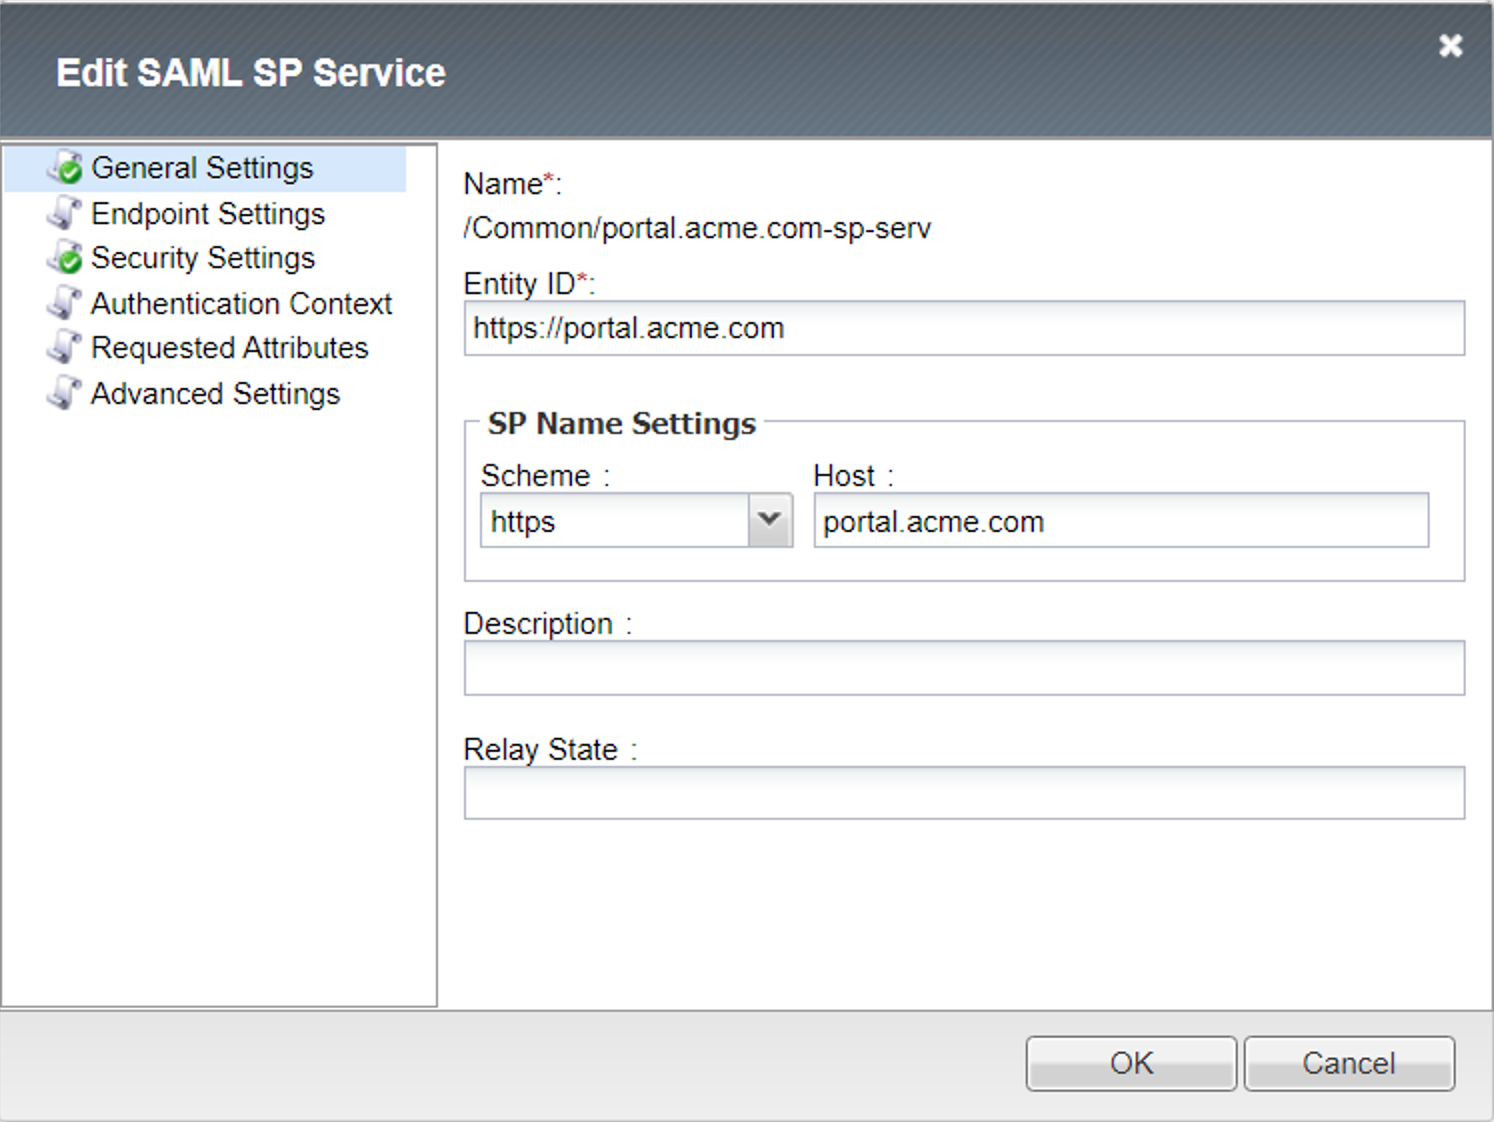 Edit SAML SP Service
General Settings
Endpoint Settings
Security Settings
Authentication Context
Requested Attributes
Advanced Settings
Name*:
/Common/portal.acme.com-sp-serv
Entity ID*:
https://portal.acme.com
SP Name Settings
Scheme : Host :
https portal.acme.com
Description :
Relay State :
OK Cancel